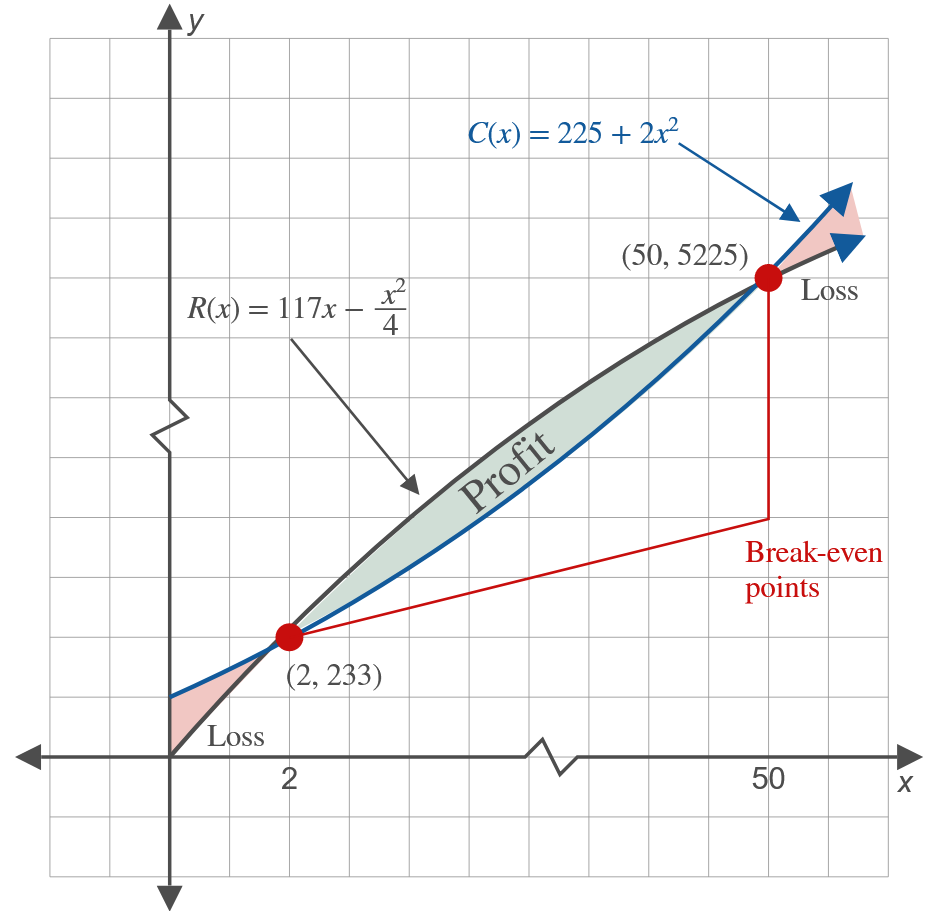 y
C(x) = 225 + 2x²
(50, 5225)
Loss
R(x) = 117x − x²/4
Profit
Break-even
points
(2, 233)
Loss
2
50
x